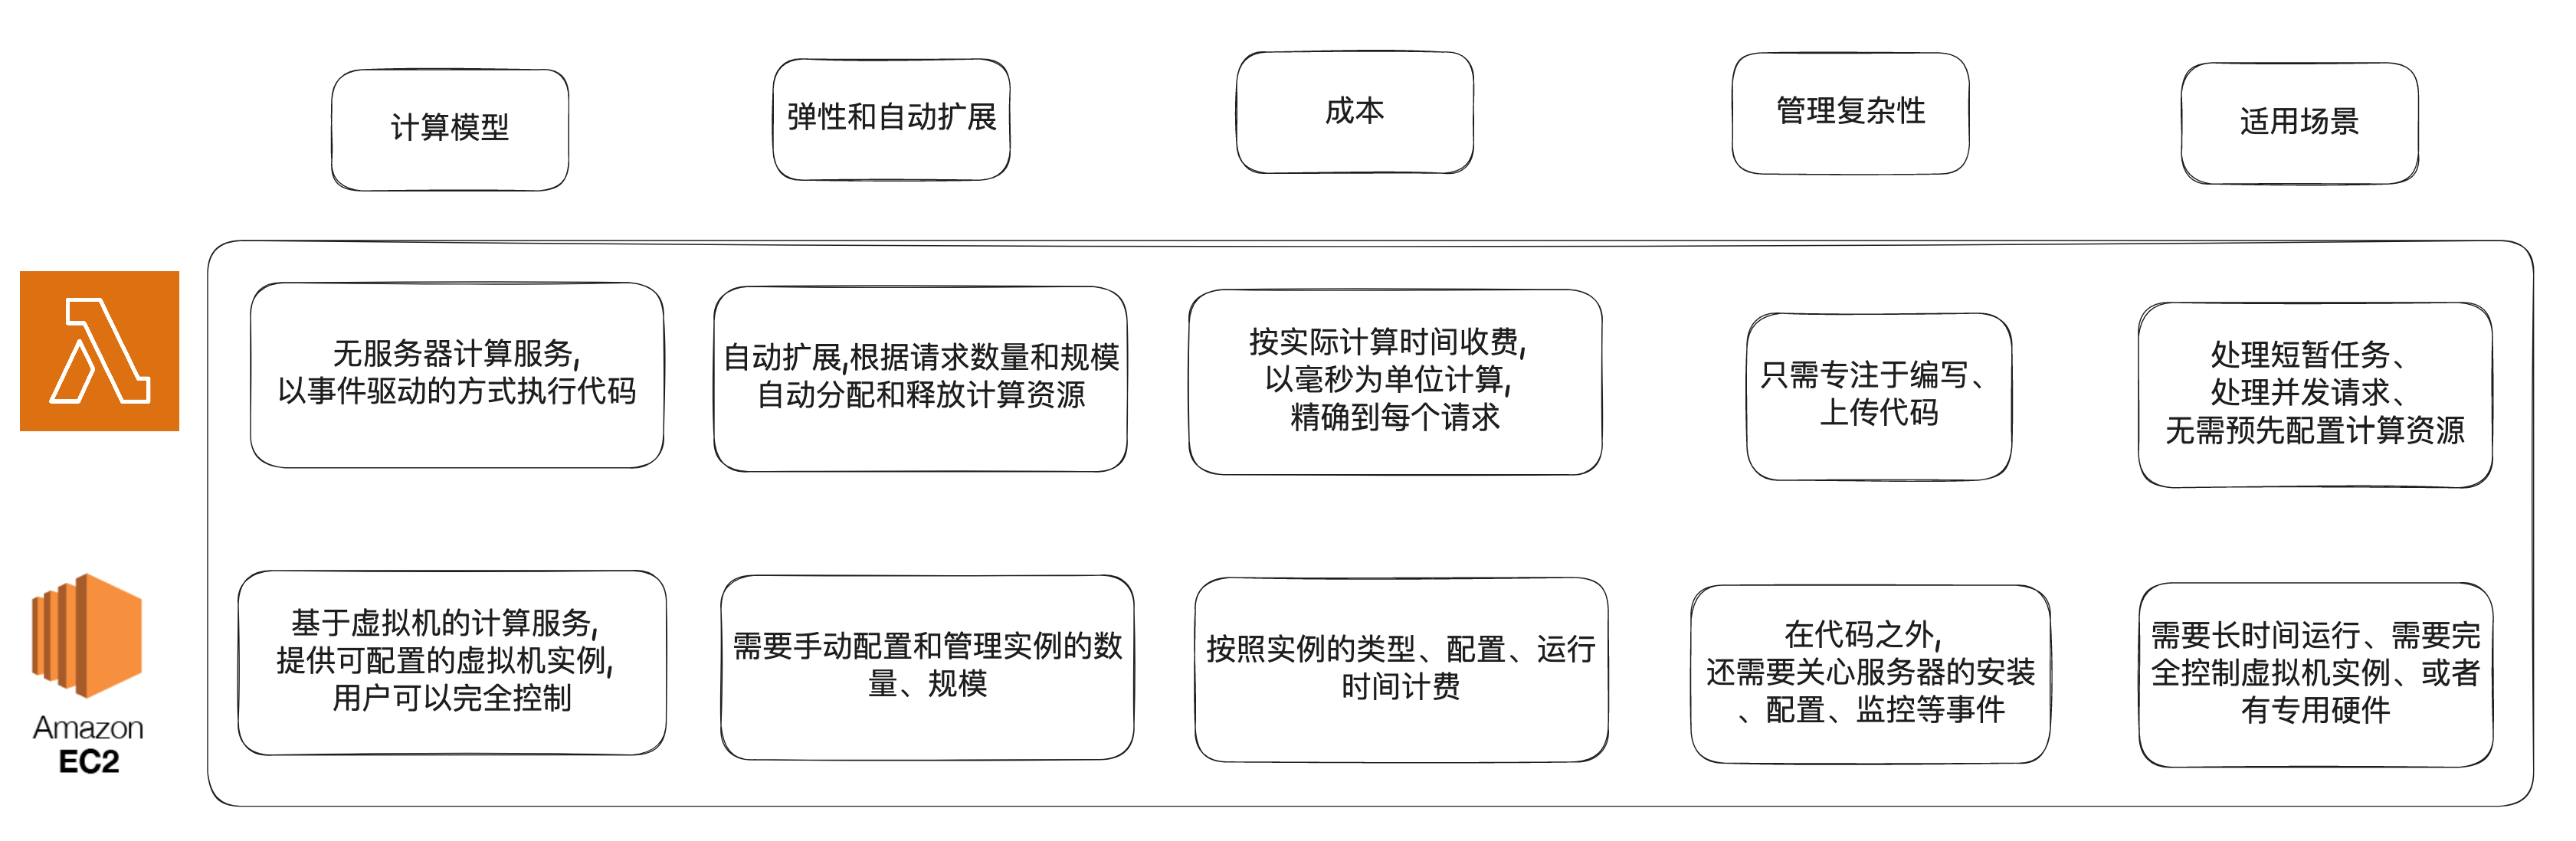 计算模型
弹性和自动扩展
成本
管理复杂性
适用场景
无服务器计算服务,
以事件驱动的方式执行代码
自动扩展,根据请求数量和规模
自动分配和释放计算资源
按实际计算时间收费,
以毫秒为单位计算,
精确到每个请求
只需专注于编写、
上传代码
处理短暂任务、
处理并发请求、
无需预先配置计算资源
Amazon
EC2
基于虚拟机的计算服务,
提供可配置的虚拟机实例,
用户可以完全控制
需要手动配置和管理实例的数
量、规模
按照实例的类型、配置、运行
时间计费
在代码之外,
还需要关心服务器的安装
、配置、监控等事件
需要长时间运行、需要完
全控制虚拟机实例、或者
有专用硬件